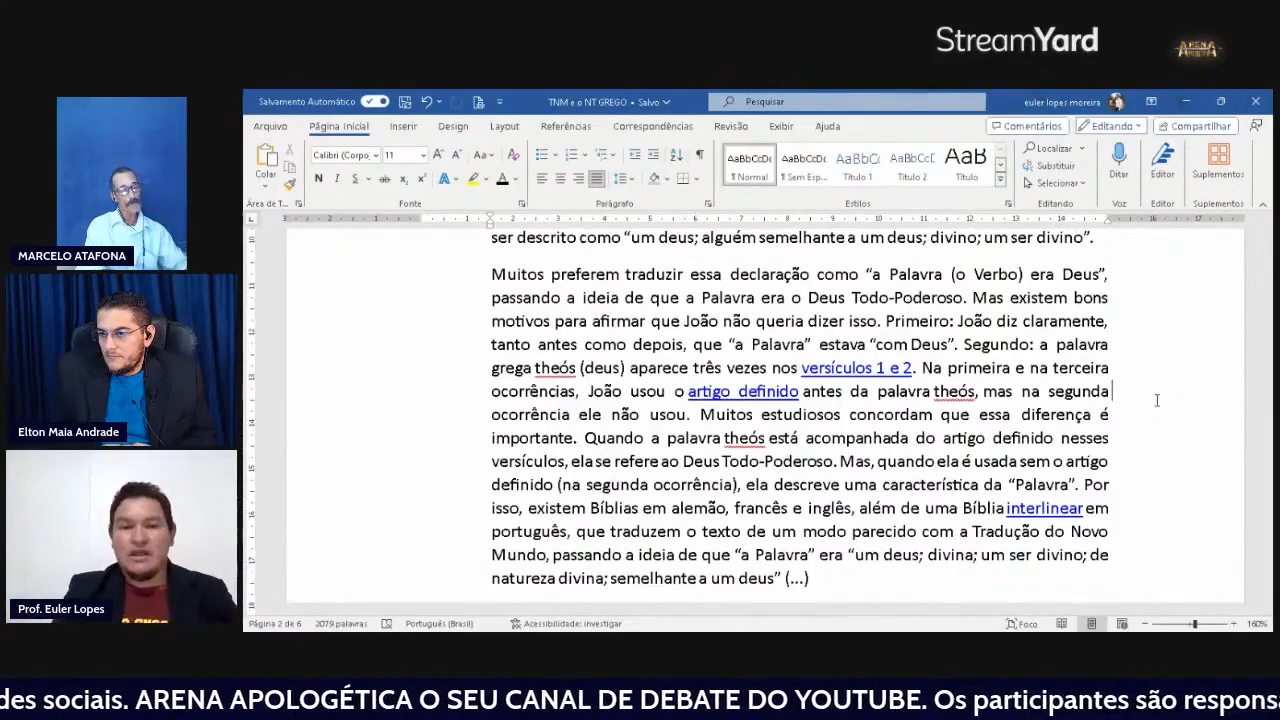 StreamYard
ARENA
Salvamento Automático
TNM e o NT GREGO • Salvo
Pesquisar
euler lopes moreira
Arquivo Página Inicial Inserir Design Layout Referências Correspondências Revisão Exibir Ajuda
Comentários Editando Compartilhar
Colar
Calibri (Corpo 11
AaBbCcDc AaBbCcDc AaBbC AaBbCcD AaB
¶ Normal ¶ Sem Esp... Título 1 Título 2 Título
Localizar
Substituir
Selecionar
Ditar Editor Suplementos
Área de T... Fonte Parágrafo Estilos Editando Voz Editor Suplementos
ser descrito como “um deus; alguém semelhante a um deus; divino; um ser divino”.
Muitos preferem traduzir essa declaração como “a Palavra (o Verbo) era Deus”,
passando a ideia de que a Palavra era o Deus Todo-Poderoso. Mas existem bons
motivos para afirmar que João não queria dizer isso. Primeiro: João diz claramente,
tanto antes como depois, que “a Palavra” estava “com Deus”. Segundo: a palavra
grega theós (deus) aparece três vezes nos versículos 1 e 2. Na primeira e na terceira
ocorrências, João usou o artigo definido antes da palavra theós, mas na segunda
ocorrência ele não usou. Muitos estudiosos concordam que essa diferença é
importante. Quando a palavra theós está acompanhada do artigo definido nesses
versículos, ela se refere ao Deus Todo-Poderoso. Mas, quando ela é usada sem o artigo
definido (na segunda ocorrência), ela descreve uma característica da “Palavra”. Por
isso, existem Bíblias em alemão, francês e inglês, além de uma Bíblia interlinear em
português, que traduzem o texto de um modo parecido com a Tradução do Novo
Mundo, passando a ideia de que “a Palavra” era “um deus; divina; um ser divino; de
natureza divina; semelhante a um deus” (...)
Página 2 de 6 2079 palavras Português (Brasil) Acessibilidade: investigar Foco 160%
MARCELO ATAFONA
Elton Maia Andrade
Prof. Euler Lopes
des sociais. ARENA APOLOGÉTICA O SEU CANAL DE DEBATE DO YOUTUBE. Os participantes são respons